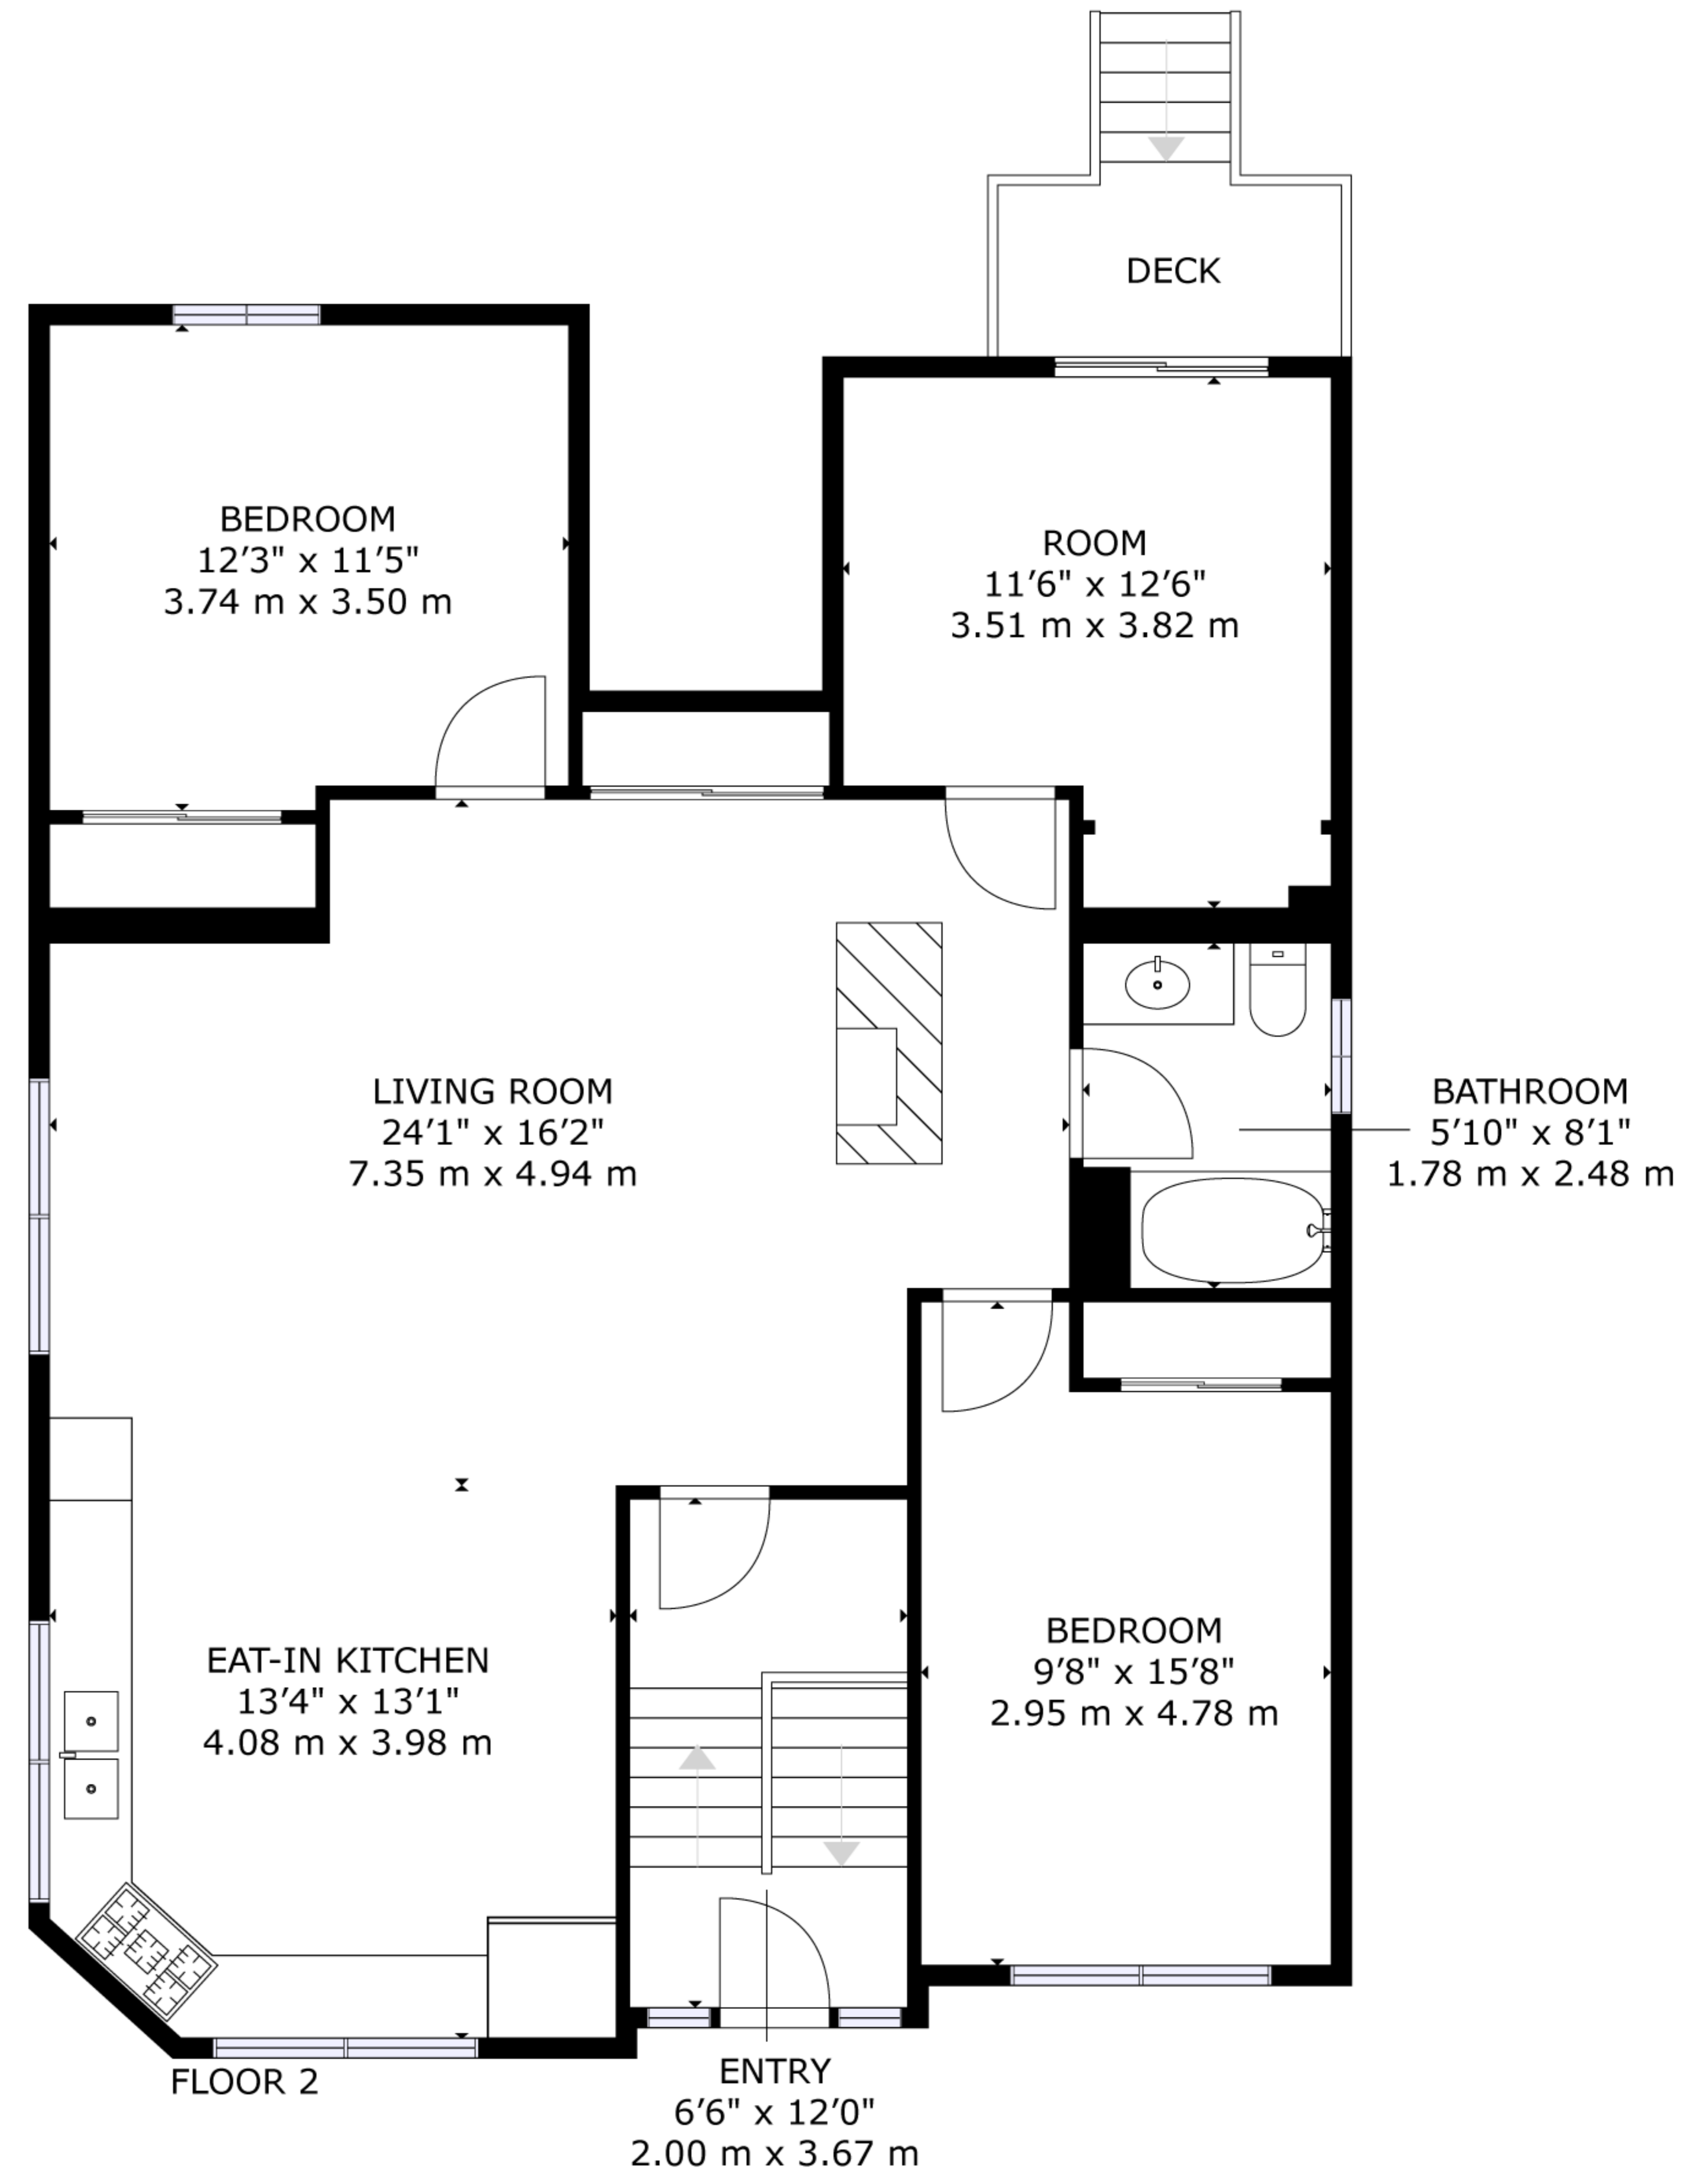 DECK
BEDROOM
12'3" x 11'5"
3.74 m x 3.50 m
ROOM
11'6" x 12'6"
3.51 m x 3.82 m
LIVING ROOM
24'1" x 16'2"
7.35 m x 4.94 m
BATHROOM
5'10" x 8'1"
1.78 m x 2.48 m
EAT-IN KITCHEN
13'4" x 13'1"
4.08 m x 3.98 m
BEDROOM
9'8" x 15'8"
2.95 m x 4.78 m
FLOOR 2
ENTRY
6'6" x 12'0"
2.00 m x 3.67 m